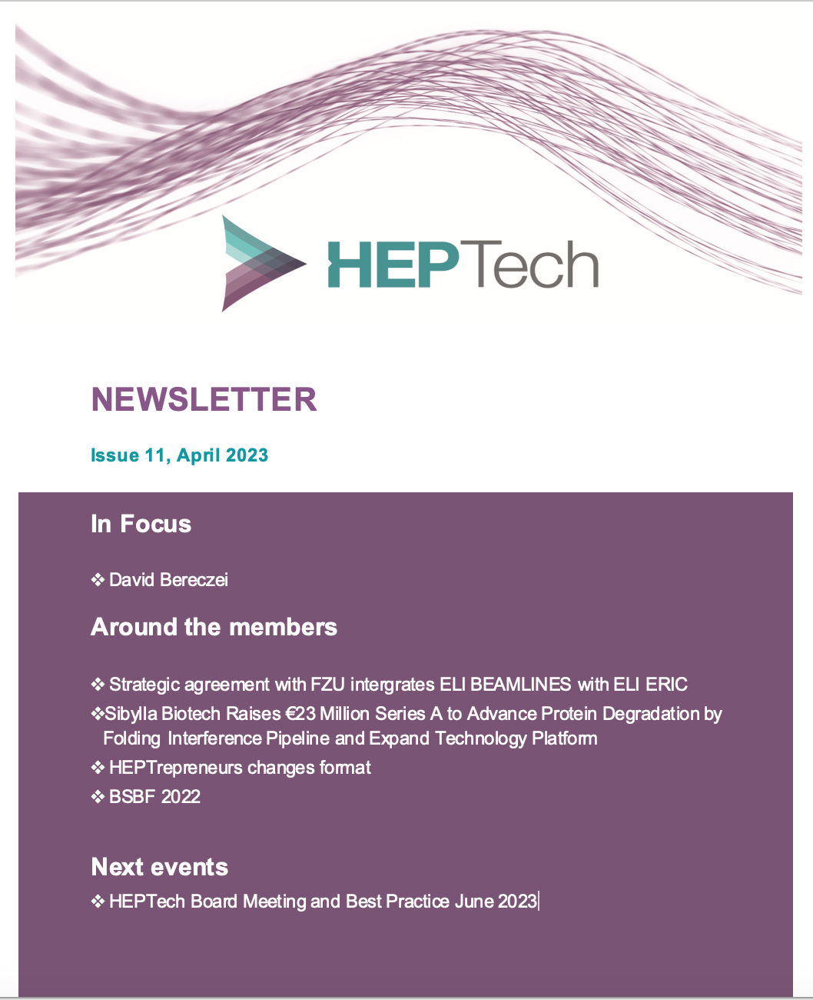 HEPTech
NEWSLETTER
Issue 11, April 2023
In Focus
❖ David Bereczei
Around the members
❖ Strategic agreement with FZU intergrates ELI BEAMLINES with ELI ERIC
❖Sibylla Biotech Raises €23 Million Series A to Advance Protein Degradation by
Folding Interference Pipeline and Expand Technology Platform
❖ HEPTrepreneurs changes format
❖ BSBF 2022
Next events
❖ HEPTech Board Meeting and Best Practice June 2023